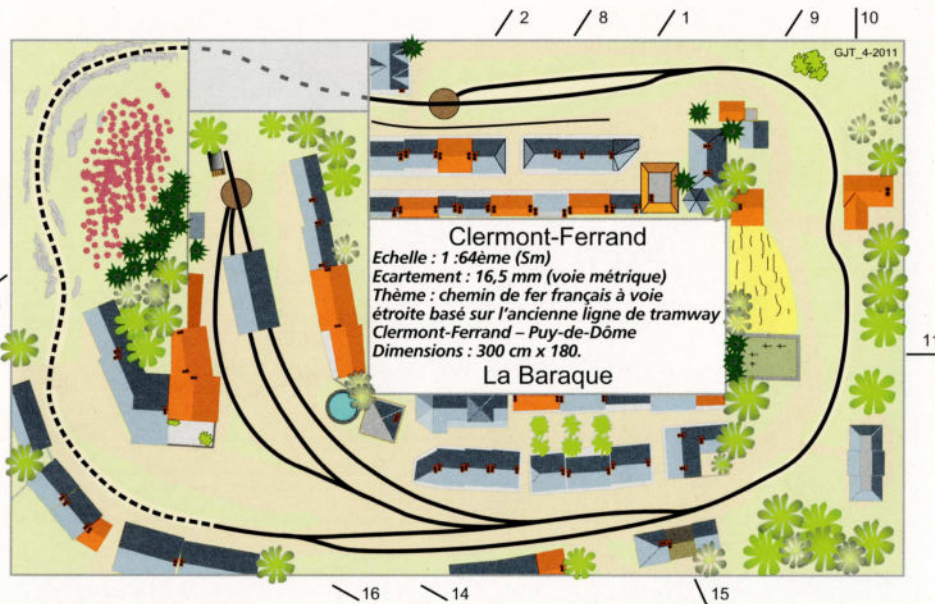 2
8
1
9
10
GJT_4-2011
Clermont-Ferrand
Echelle : 1 :64ème (Sm)
Ecartement : 16,5 mm (voie métrique)
Thème : chemin de fer français à voie
étroite basé sur l'ancienne ligne de tramway
Clermont-Ferrand – Puy-de-Dôme
Dimensions : 300 cm x 180.
La Baraque
11
16
14
15